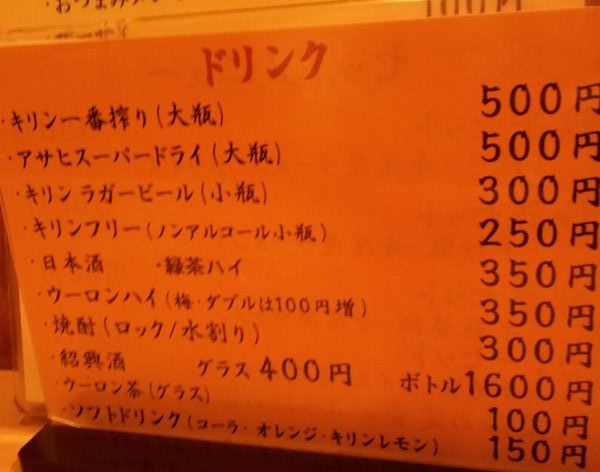 100円
ドリンク
・キリン一番搾り(大瓶) 500円
・アサヒスーパードライ(大瓶) 500円
・キリン ラガービール(小瓶) 300円
・キリンフリー(ノンアルコール小瓶) 250円
・日本酒 ・緑茶ハイ 350円
・ウーロンハイ(梅・ダブルは100円増) 350円
・焼酎(ロック/水割り) 300円
・紹興酒 グラス400円 ボトル1600円
・ウーロン茶(グラス) 100円
・ソフトドリンク(コーラ・オレンジ・キリンレモン) 150円